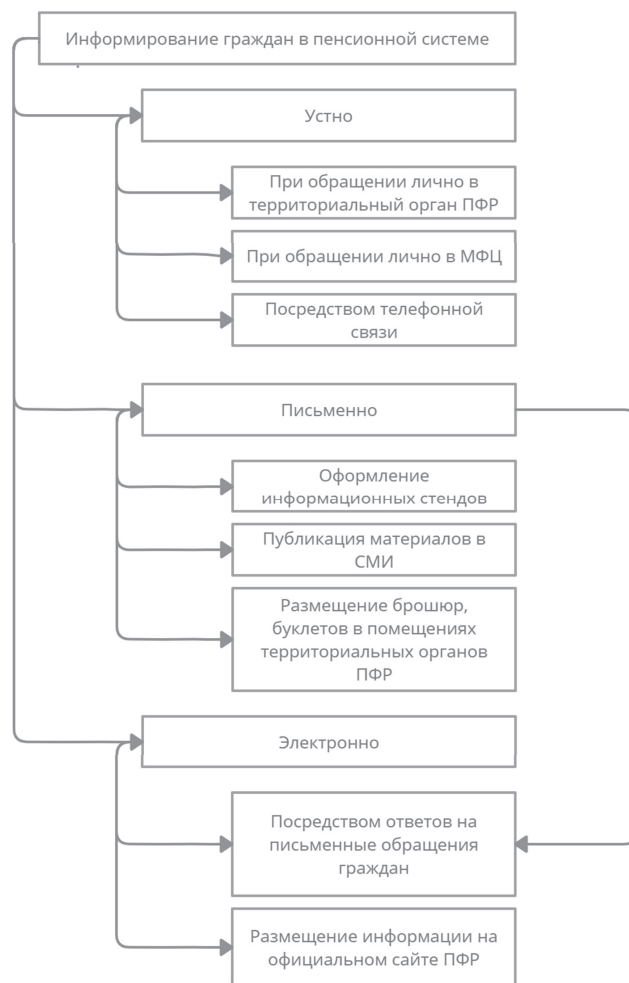 Информирование граждан в пенсионной системе
Устно
При обращении лично в
территориальный орган ПФР
При обращении лично в МФЦ
Посредством телефонной
связи
Письменно
Оформление
информационных стендов
Публикация материалов в
СМИ
Размещение брошюр,
буклетов в помещениях
территориальных органов
ПФР
Электронно
Посредством ответов на
письменные обращения
граждан
Размещение информации на
официальном сайте ПФР